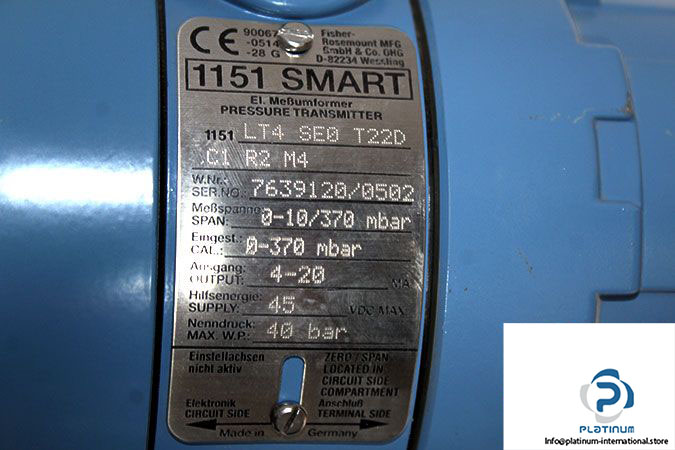 CE 90067 -0514 -28 G
Fisher-
Rosemount MFG
GmbH & Co. OHG
D-82234 Wessling
1151 SMART
El. Meßumformer
PRESSURE TRANSMITTER
1151 LT4 SE0 T22D
C1 R2 M4
W.Nr.:
SER.NO.: 7639120/0502
Meßspanne
SPAN: 0-10/370 mbar
Eingest.:
CAL.: 0-370 mbar
Ausgang:
OUTPUT: 4-20 MA
Hilfsenergie:
SUPPLY: 45 VDC MAX.
Nenndruck:
MAX. W.P.: 40 bar
Einstellachsen
nicht aktiv
ZERO / SPAN
LOCATED IN
CIRCUIT SIDE
COMPARTMENT
Elektronik
CIRCUIT SIDE
Anschluß
TERMINAL SIDE
Made in Germany
PLATINUM
Info@platinum-international.store